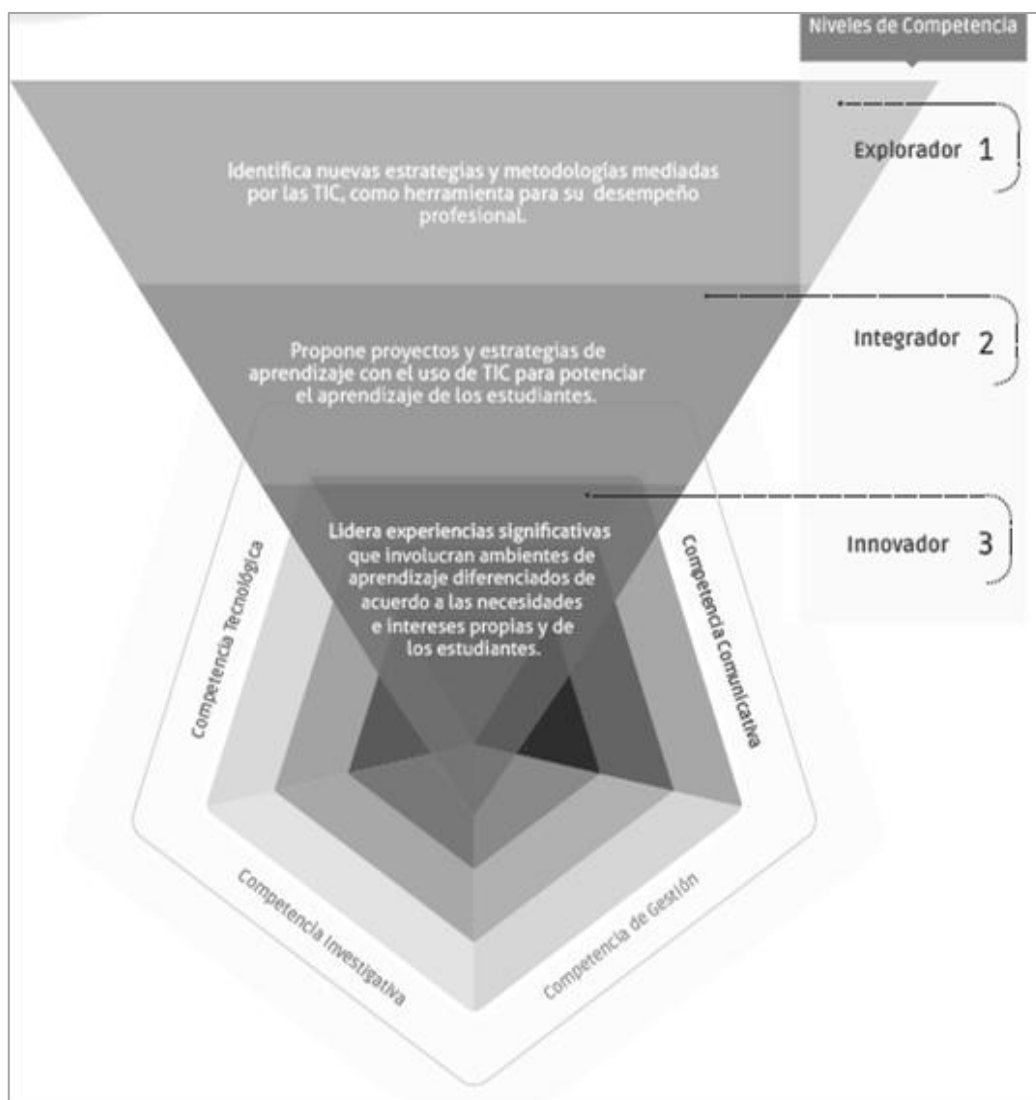 Niveles de Competencia
Explorador 1
Identifica nuevas estrategias y metodologías mediadas
por las TIC, como herramienta para su desempeño
profesional.
Integrador 2
Propone proyectos y estrategias de
aprendizaje con el uso de TIC para potenciar
el aprendizaje de los estudiantes.
Innovador 3
Lidera experiencias significativas
que involucran ambientes de
aprendizaje diferenciados de
acuerdo a las necesidades
e intereses propias y de
los estudiantes.
Competencia Tecnológica
Competencia Comunicativa
Competencia Investigativa
Competencia de Gestión